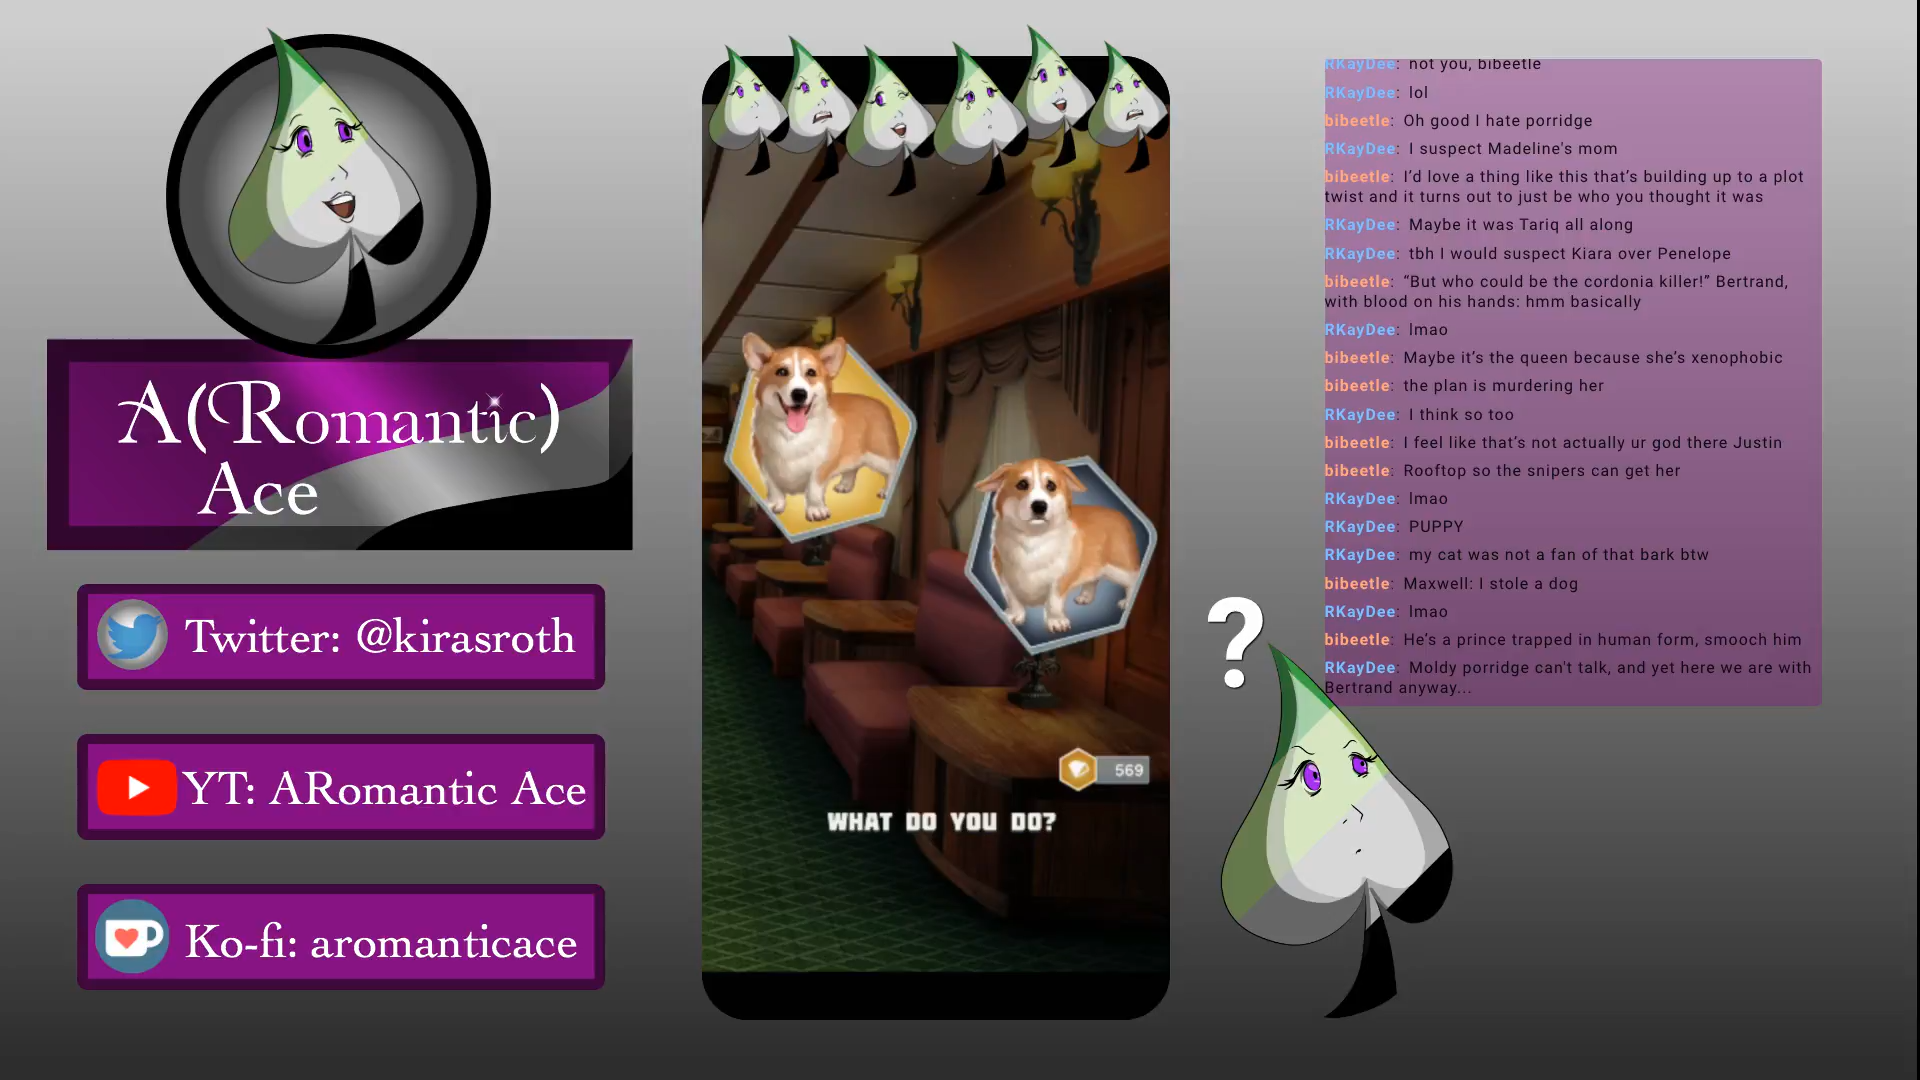 A(Romantic)
Ace
Twitter: @kirasroth
YT: ARomantic Ace
Ko-fi: aromanticace
569
WHAT DO YOU DO?
?
RKayDee: not you, bibeetle
RKayDee: lol
bibeetle: Oh good I hate porridge
RKayDee: I suspect Madeline's mom
bibeetle: I’d love a thing like this that’s building up to a plot
twist and it turns out to just be who you thought it was
RKayDee: Maybe it was Tariq all along
RKayDee: tbh I would suspect Kiara over Penelope
bibeetle: “But who could be the cordonia killer!” Bertrand,
with blood on his hands: hmm basically
RKayDee: lmao
bibeetle: Maybe it’s the queen because she’s xenophobic
bibeetle: the plan is murdering her
RKayDee: I think so too
bibeetle: I feel like that’s not actually ur god there Justin
bibeetle: Rooftop so the snipers can get her
RKayDee: lmao
RKayDee: PUPPY
RKayDee: my cat was not a fan of that bark btw
bibeetle: Maxwell: I stole a dog
RKayDee: lmao
bibeetle: He’s a prince trapped in human form, smooch him
RKayDee: Moldy porridge can't talk, and yet here we are with
Bertrand anyway...